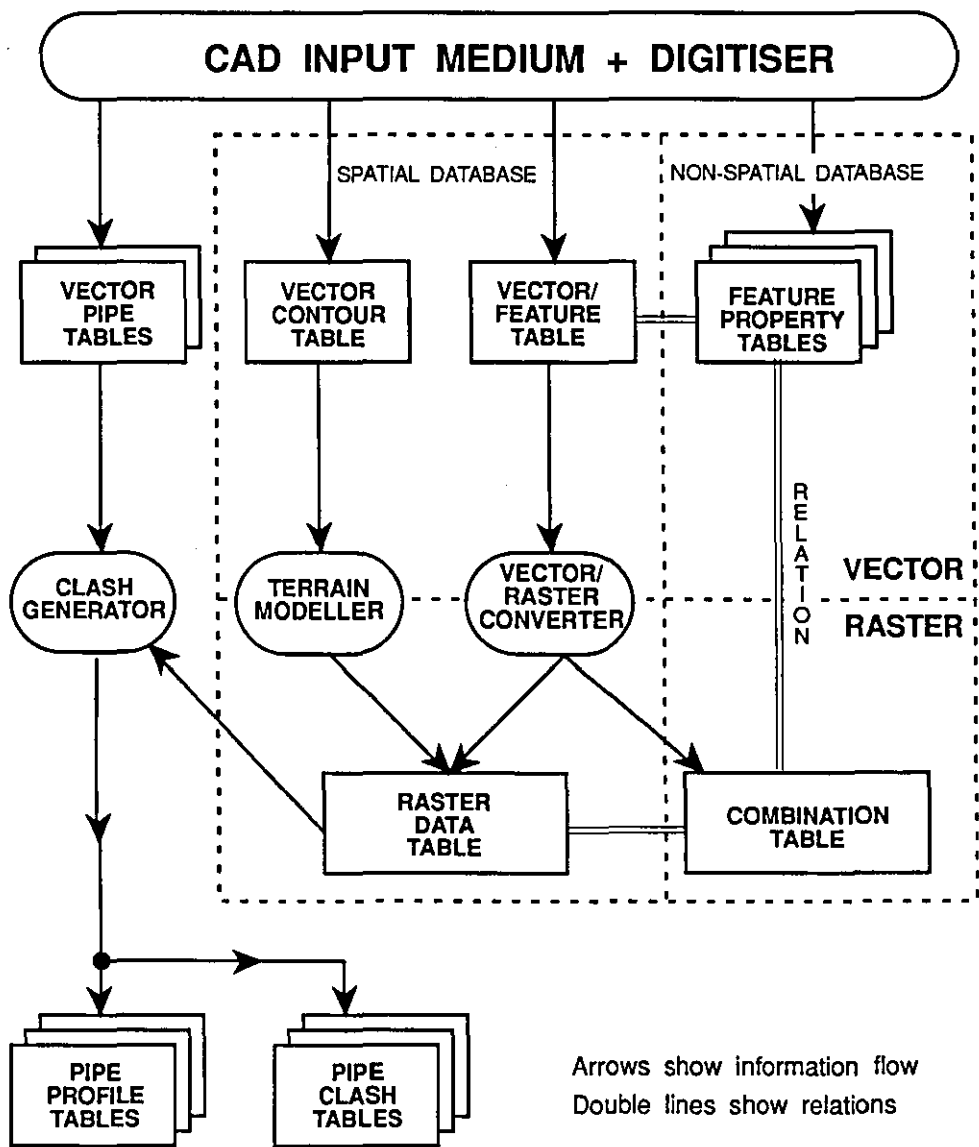 CAD INPUT MEDIUM + DIGITISER
SPATIAL DATABASE
NON-SPATIAL DATABASE
VECTOR
PIPE
TABLES
VECTOR
CONTOUR
TABLE
VECTOR/
FEATURE
TABLE
FEATURE
PROPERTY
TABLES
RELATION
CLASH
GENERATOR
TERRAIN
MODELLER
VECTOR/
RASTER
CONVERTER
VECTOR
RASTER
RASTER
DATA
TABLE
COMBINATION
TABLE
PIPE
PROFILE
TABLES
PIPE
CLASH
TABLES
Arrows show information flow
Double lines show relations